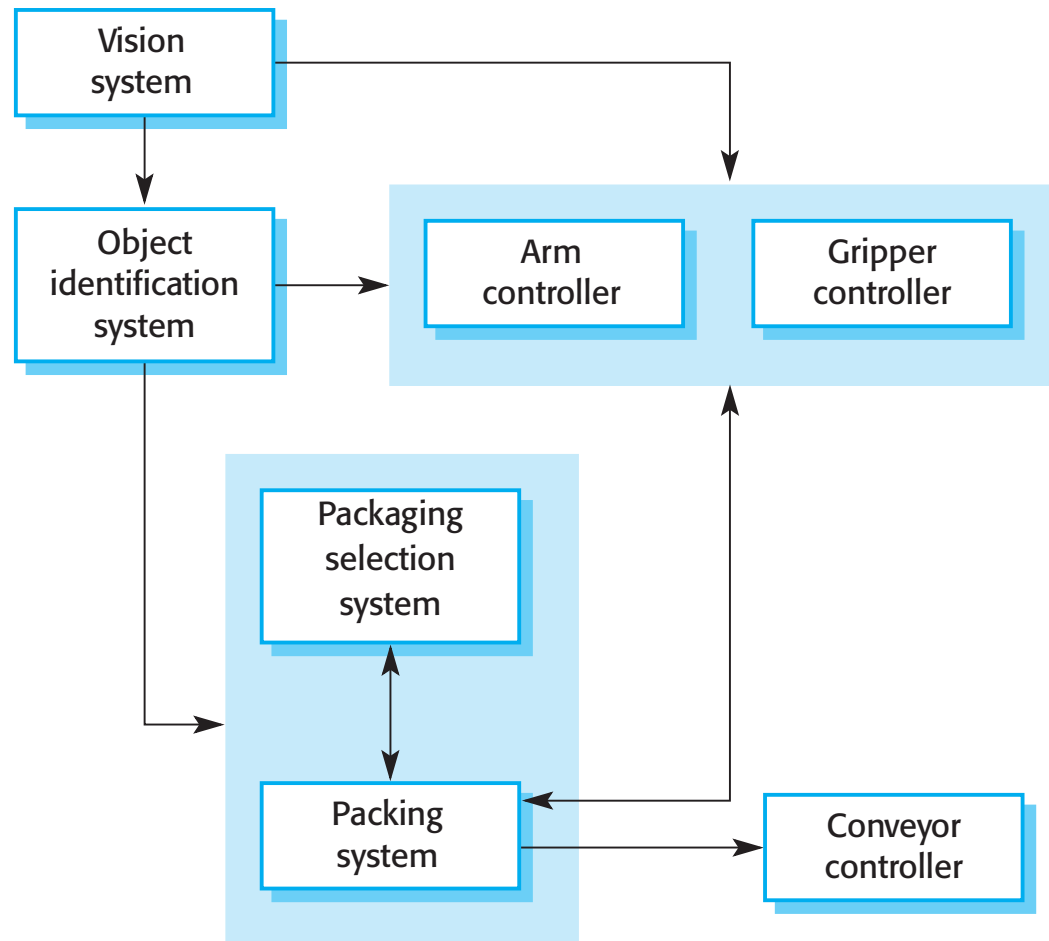 Vision
system
Object
identification
system
Arm
controller
Gripper
controller
Packaging
selection
system
Packing
system
Conveyor
controller